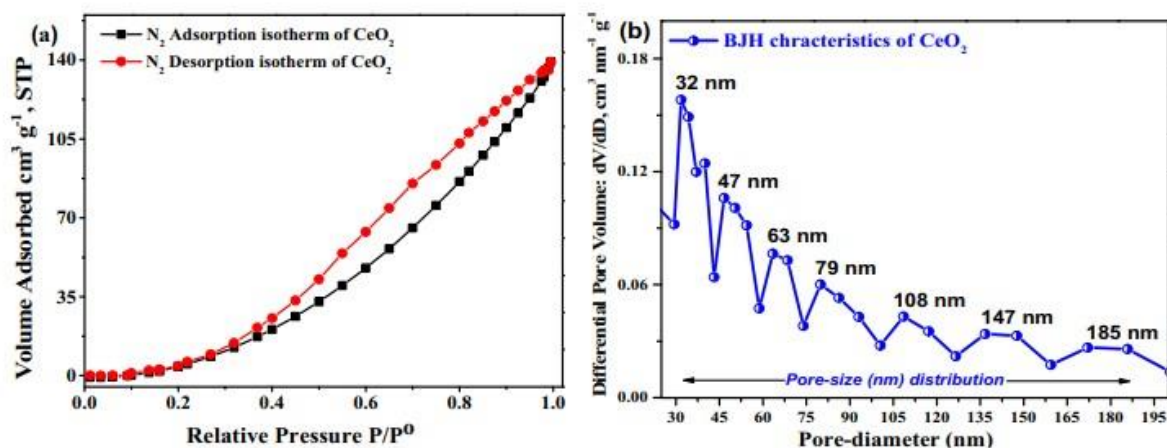 (a)
N2 Adsorption isotherm of CeO2
N2 Desorption isotherm of CeO2
Volume Adsorbed cm3 g-1, STP
140
105
70
35
0
0.0 0.2 0.4 0.6 0.8 1.0
Relative Pressure P/P0
(b)
BJH chracteristics of CeO2
Differential Pore Volume: dV/dD, cm3 nm-1 g-1
0.18
0.12
0.06
0.00
32 nm
47 nm
63 nm
79 nm
108 nm
147 nm
185 nm
Pore-size (nm) distribution
30 45 60 75 90 105 120 135 150 165 180 195
Pore-diameter (nm)